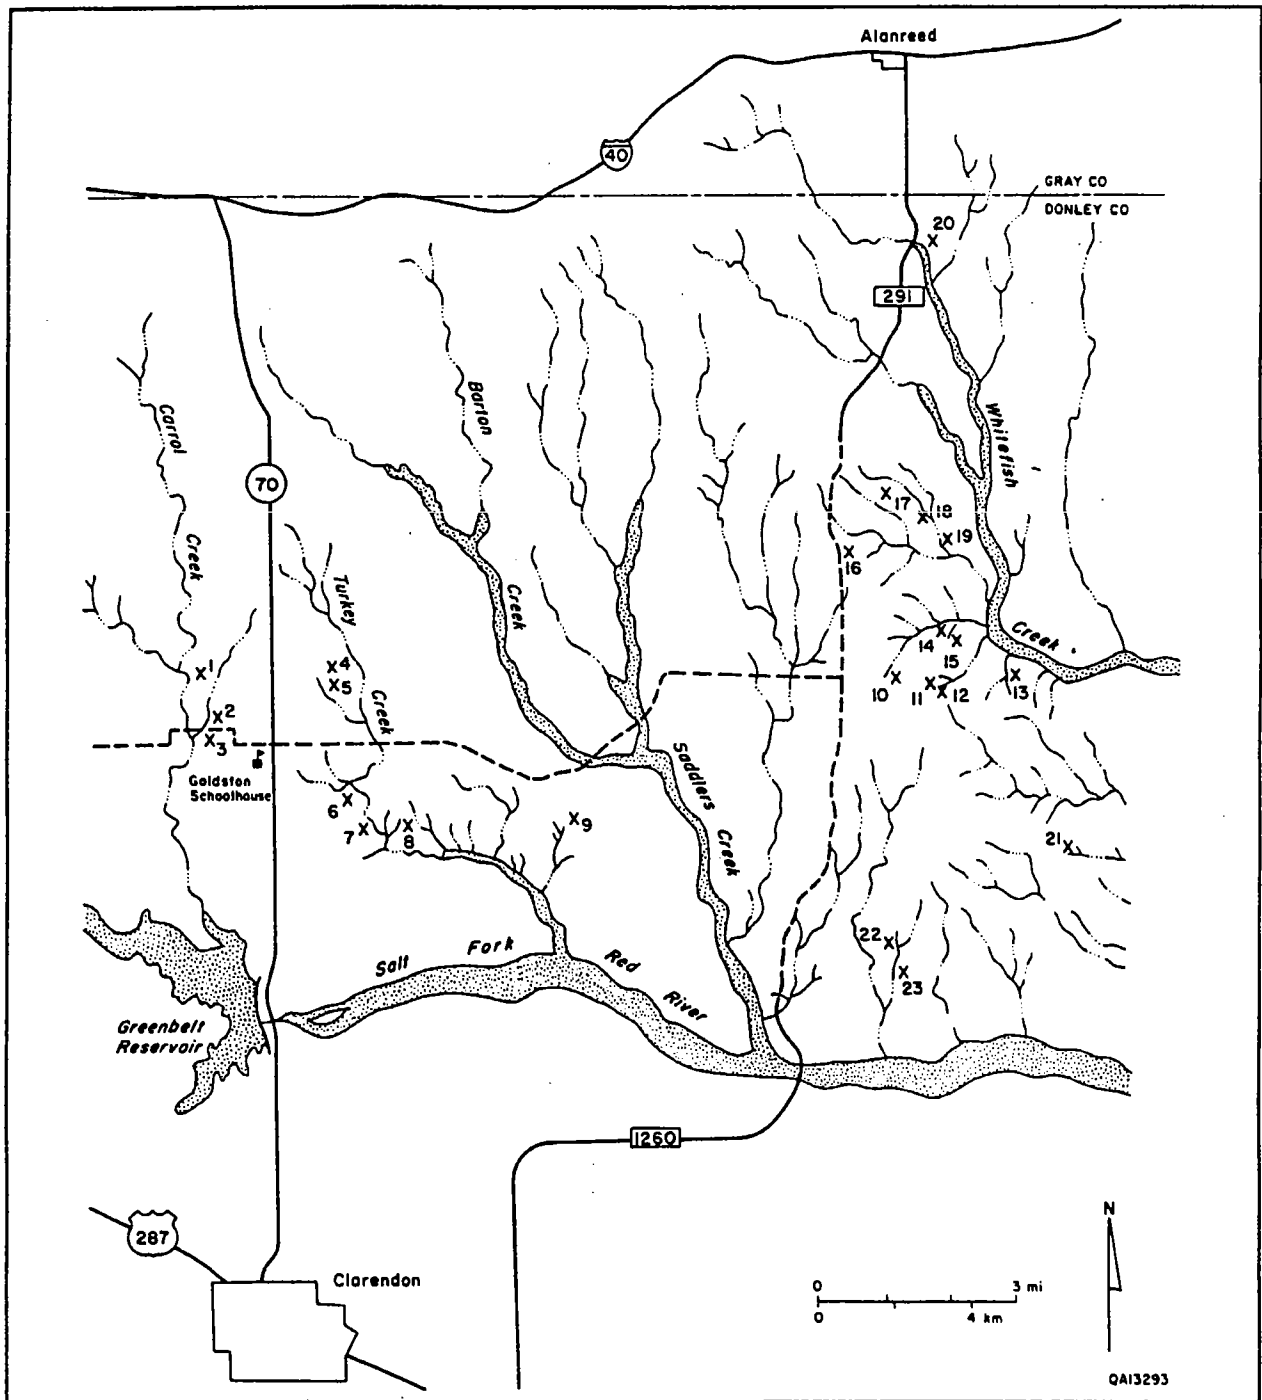 Alanreed
40
GRAY CO
DONLEY CO
20
291
Carrol
Creek
Barton
Creek
Whitefish
Creek
70
17
18
19
16
Turkey
Creek
1
4
5
2
3
14
15
10
11
12
13
Goldston
Schoolhouse
Saddlers
Creek
6
7
8
9
21
22
23
Salt Fork Red River
Greenbelt
Reservoir
1260
287
Clarendon
N
0 3 mi
0 4 km
QA13293